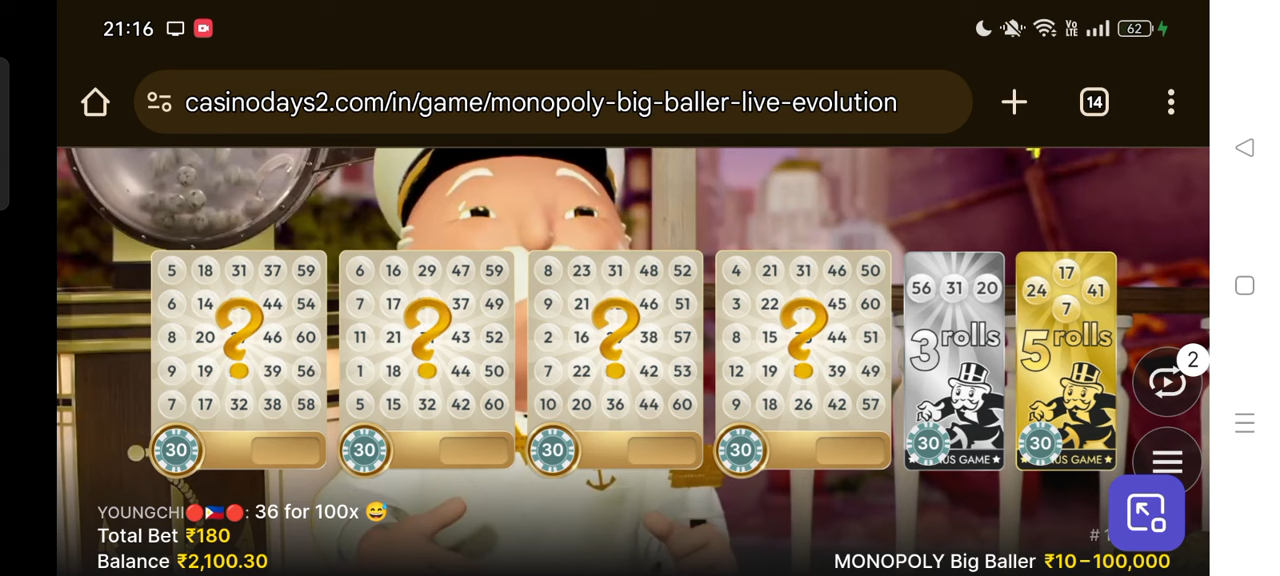 21:16 Vo LTE 62
casinodays2.com/in/game/monopoly-big-baller-live-evolution 14
5 18 31 37 59 6 16 29 47 59 8 23 31 48 52 4 21 31 46 50
6 14 44 54 7 17 37 49 9 21 46 51 3 22 45 60
8 20 46 60 11 21 43 52 2 16 38 57 8 15 44 51
9 19 39 56 1 18 44 50 7 22 42 53 12 19 39 49
7 17 32 38 58 5 15 32 42 60 10 20 36 44 60 9 18 26 42 57
30 30 30 30
56 31 20
3 rolls
30
US GAME
17
24 41
7
5 rolls
30
US GAME
2
YOUNGCHI🔴🇵🇭🔴: 36 for 100x 😅
Total Bet ₹180
Balance ₹2,100.30
MONOPOLY Big Baller ₹10–100,000